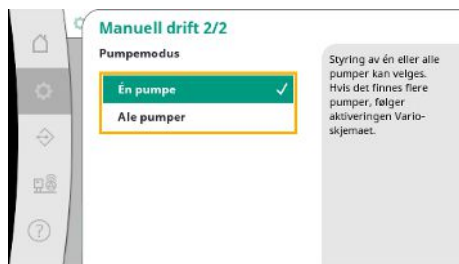 Manuell drift 2/2
Pumpemodus
Én pumpe
Ale pumper
Styring av én eller alle
pumper kan velges.
Hvis det finnes flere
pumper, følger
aktiveringen Vario-
skjemaet.